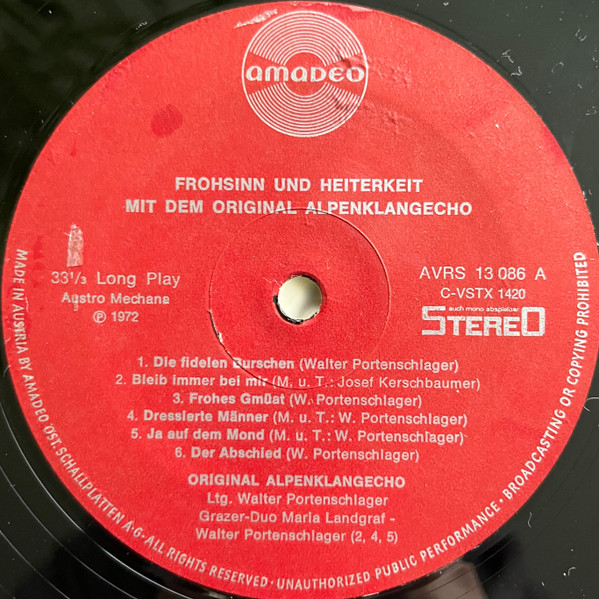 amadeo
FROHSINN UND HEITERKEIT
MIT DEM ORIGINAL ALPENKLANGECHO
33⅓ Long Play
Austro Mechana
℗ 1972
AVRS 13 086 A
C-VSTX 1420
auch mono abspielbar
STEREO
1. Die fidelen Burschen (Walter Portenschlager)
2. Bleib immer bei mir (M. u. T.: Josef Kerschbaumer)
3. Frohes Gmüat (W. Portenschlager)
4. Dressierte Männer (M. u. T.: W. Portenschlager)
5. Ja auf dem Mond (M. u. T.: W. Portenschlager)
6. Der Abschied (W. Portenschlager)
ORIGINAL ALPENKLANGECHO
Ltg. Walter Portenschlager
Grazer-Duo Maria Landgraf -
Walter Portenschlager (2, 4, 5)
MADE IN AUSTRIA BY AMADEO ÖST. SCHALLPLATTEN A·G · ALL RIGHTS RESERVED · UNAUTHORIZED PUBLIC PERFORMANCE · BROADCASTING OR COPYING PROHIBITED